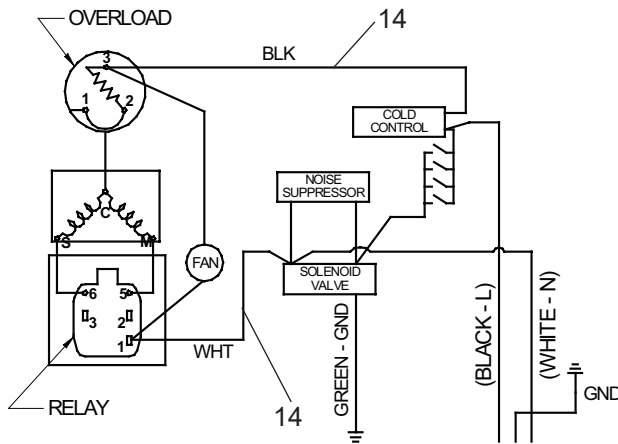 OVERLOAD
14
3
BLK
1
2
COLD
CONTROL
NOISE
SUPPRESSOR
C
S
M
FAN
SOLENOID
VALVE
6
5
3
2
1
WHT
GREEN - GND
(BLACK - L)
(WHITE - N)
GND
RELAY
14